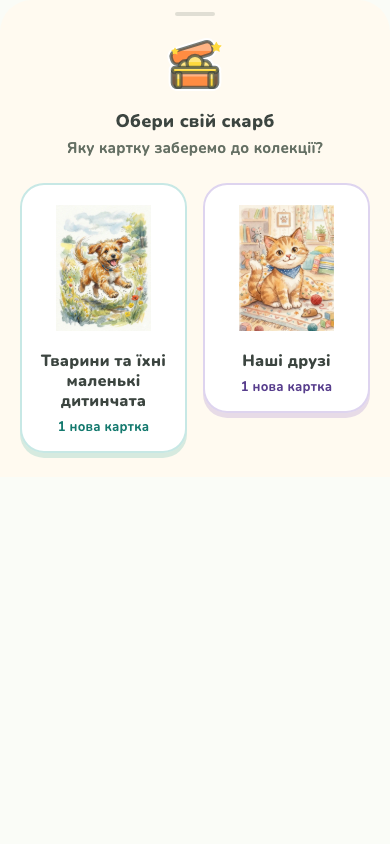 Обери свій скарб
Яку картку заберемо до колекції?
Тварини та їхні
маленькі
дитинчата
1 нова картка
Наші друзі
1 нова картка